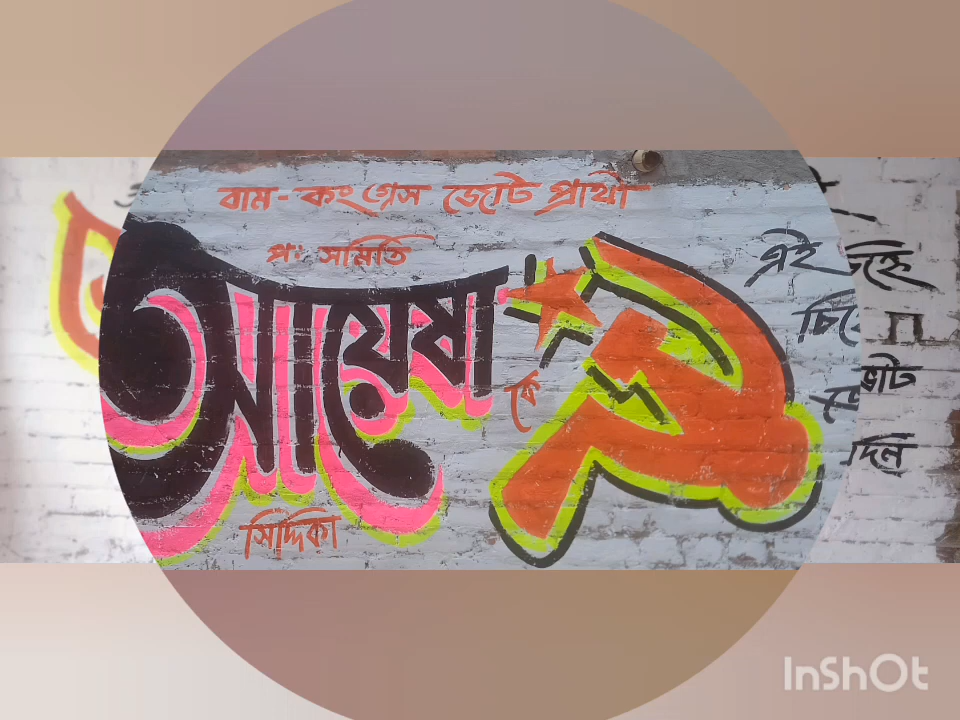 বাম - কংগ্রেস জোট প্রার্থী
পঃ সমিতি
আয়েষা
সিদ্দিকা
কে
এই
চিহ্নে
ভোট
দিন
InShOt